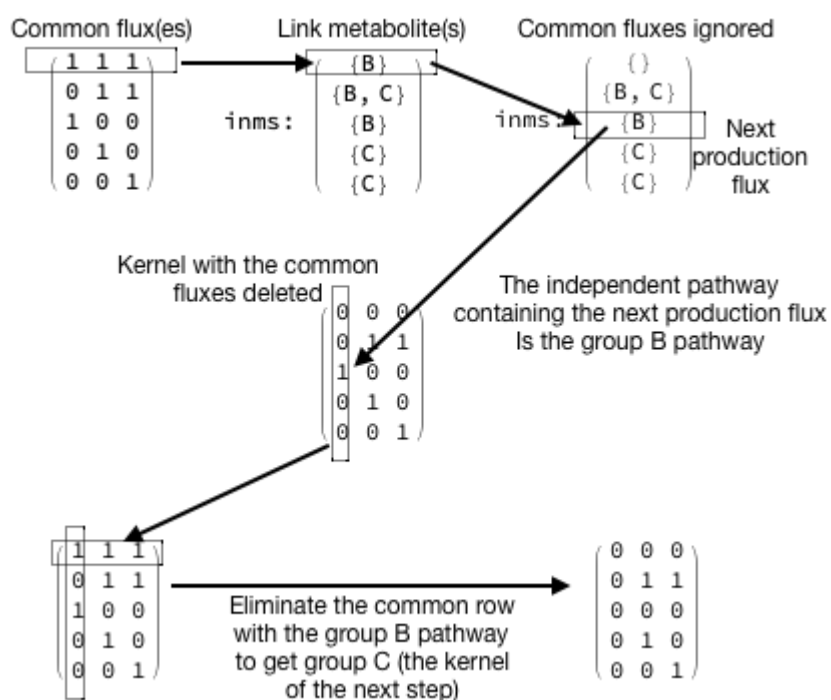 Common flux(es)
Link metabolite(s)
Common fluxes ignored
1 1 1
0 1 1
1 0 0
0 1 0
0 0 1
inms:
{B}
{B, C}
{B}
{C}
{C}
inms:
{}
{B, C}
{B}
{C}
{C}
Next
production
flux
Kernel with the common
fluxes deleted
0 0 0
0 1 1
1 0 0
0 1 0
0 0 1
The independent pathway
containing the next production flux
Is the group B pathway
1 1 1
0 1 1
1 0 0
0 1 0
0 0 1
Eliminate the common row
with the group B pathway
to get group C (the kernel
of the next step)
0 0 0
0 1 1
0 0 0
0 1 0
0 0 1